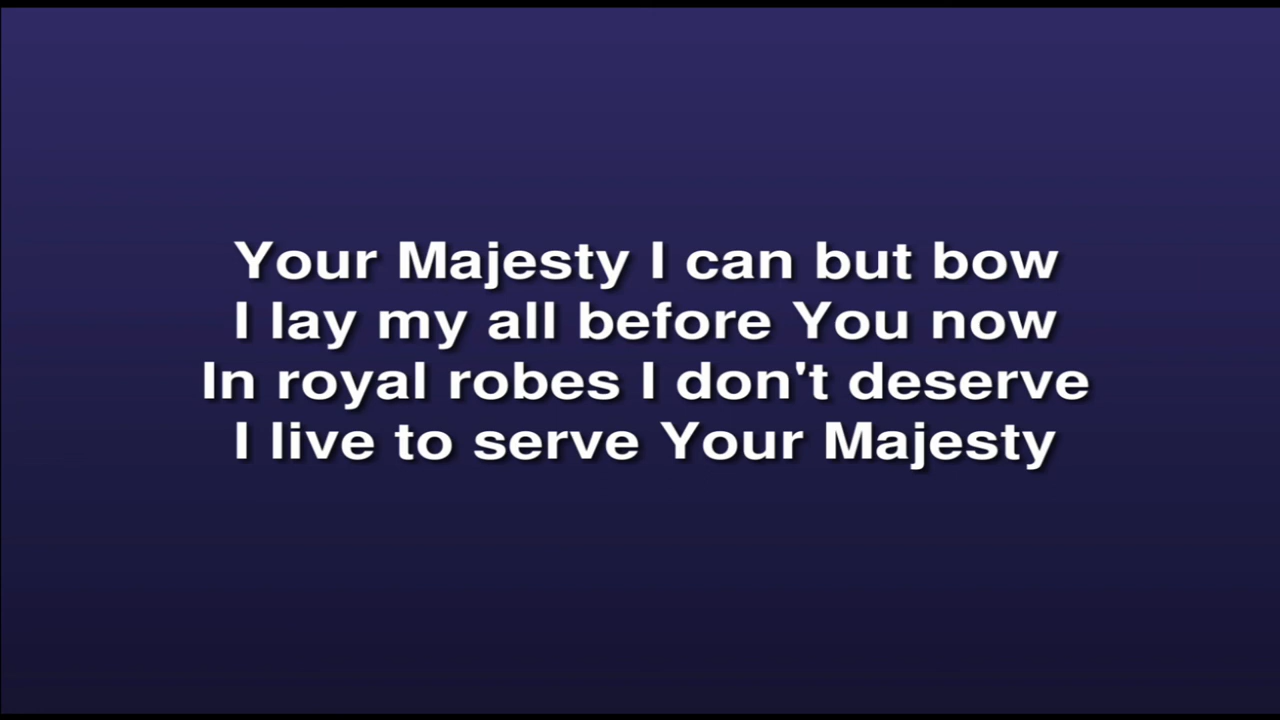 Your Majesty I can but bow
I lay my all before You now
In royal robes I don't deserve
I live to serve Your Majesty